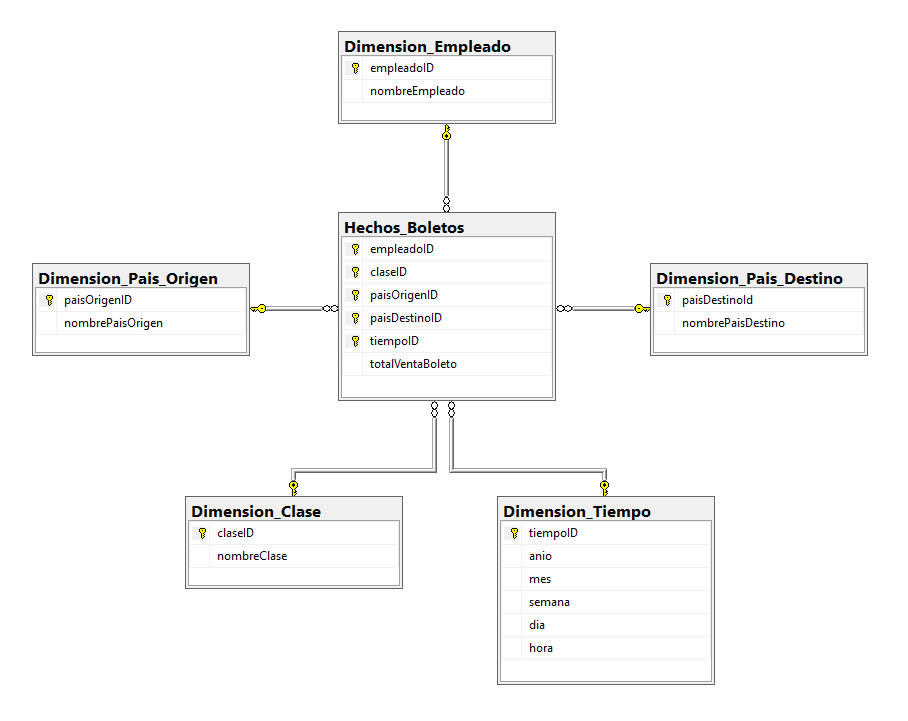 Dimension_Empleado
empleadoID
nombreEmpleado
Hechos_Boletos
empleadoID
claseID
paisOrigenID
paisDestinoID
tiempoID
totalVentaBoleto
Dimension_Pais_Origen
paisOrigenID
nombrePaisOrigen
Dimension_Pais_Destino
paisDestinoId
nombrePaisDestino
Dimension_Clase
claseID
nombreClase
Dimension_Tiempo
tiempoID
anio
mes
semana
dia
hora